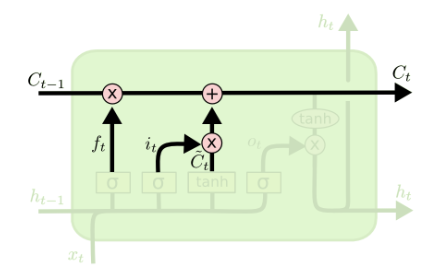 h_t
C_{t-1} x + C_t
tanh
f_t i_t x C̃_t o_t x
σ σ tanh σ
h_{t-1} h_t
x_t